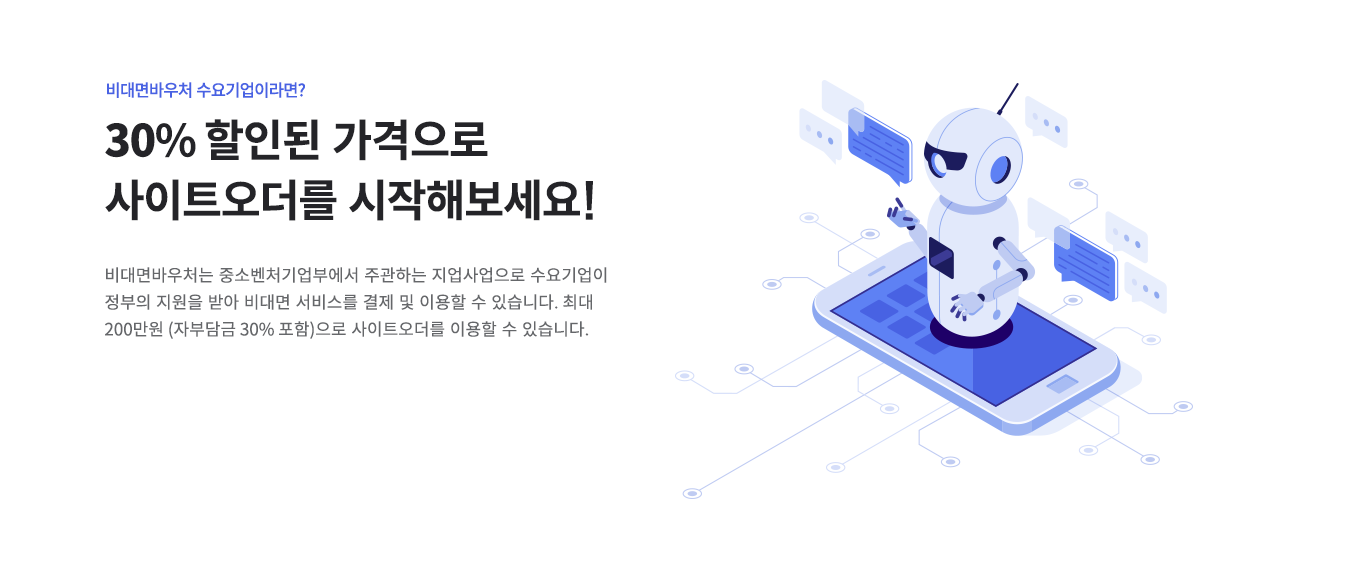 비대면바우처 수요기업이라면?
30% 할인된 가격으로
사이트오더를 시작해보세요!
비대면바우처는 중소벤처기업부에서 주관하는 지업사업으로 수요기업이
정부의 지원을 받아 비대면 서비스를 결제 및 이용할 수 있습니다. 최대
200만원 (자부담금 30% 포함)으로 사이트오더를 이용할 수 있습니다.